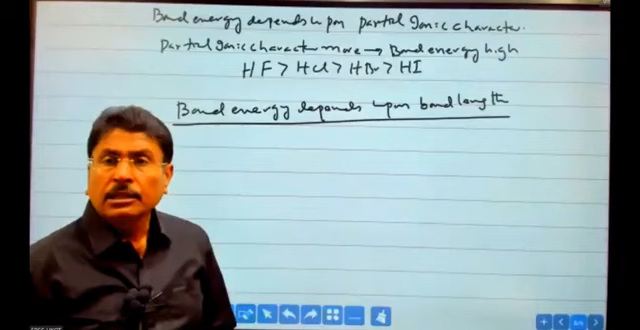 Bond energy depends upon partial Ionic character.
Partial Ionic character more → Bond energy high
HF > HCl > HBr > HI
Bond energy depends upon bond length